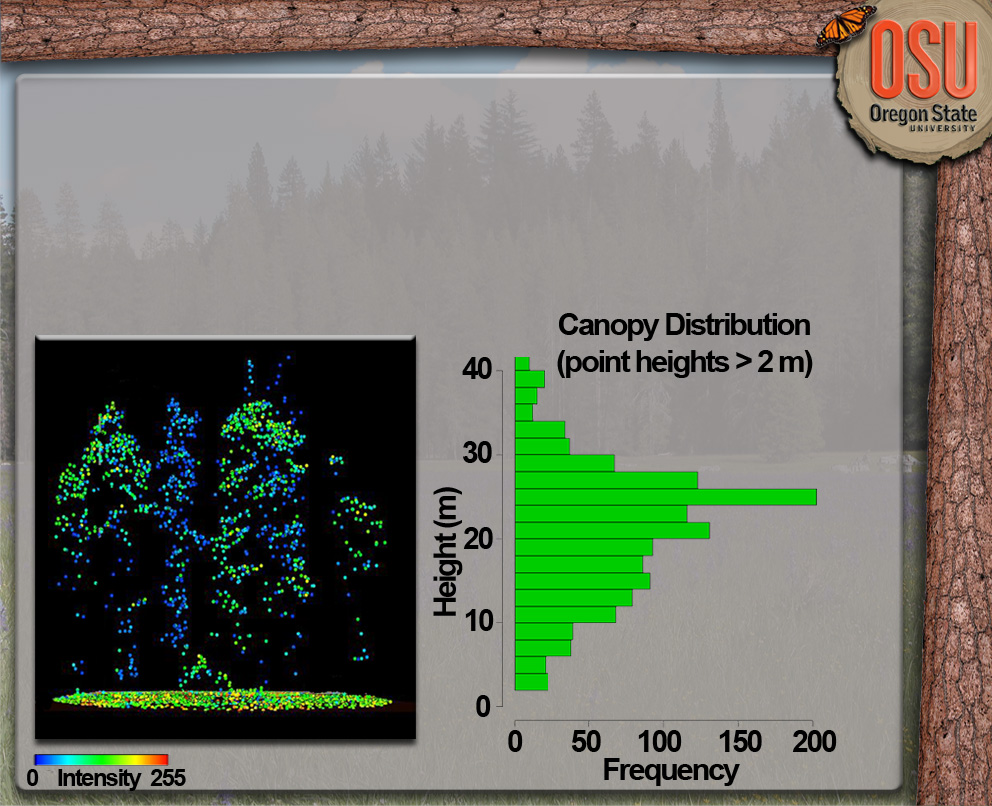 OSU
Oregon State
UNIVERSITY
Canopy Distribution
(point heights > 2 m)
40
30
20
10
0
Height (m)
0 50 100 150 200
Frequency
0 Intensity 255